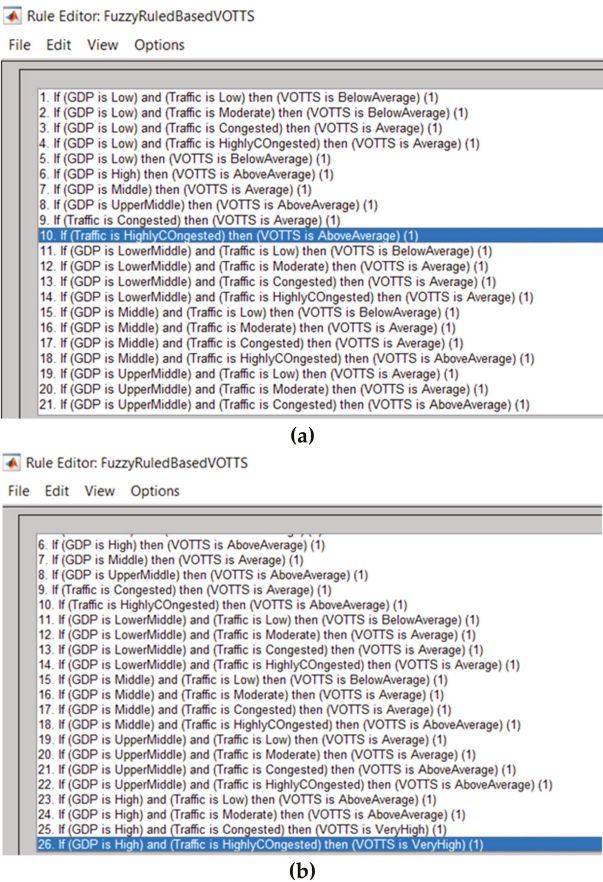 Rule Editor: FuzzyRuledBasedVOTTS
File Edit View Options
1. If (GDP is Low) and (Traffic is Low) then (VOTTS is BelowAverage) (1)
2. If (GDP is Low) and (Traffic is Moderate) then (VOTTS is BelowAverage) (1)
3. If (GDP is Low) and (Traffic is Congested) then (VOTTS is Average) (1)
4. If (GDP is Low) and (Traffic is HighlyCOngested) then (VOTTS is Average) (1)
5. If (GDP is Low) then (VOTTS is BelowAverage) (1)
6. If (GDP is High) then (VOTTS is AboveAverage) (1)
7. If (GDP is Middle) then (VOTTS is Average) (1)
8. If (GDP is UpperMiddle) then (VOTTS is AboveAverage) (1)
9. If (Traffic is Congested) then (VOTTS is Average) (1)
10. If (Traffic is HighlyCOngested) then (VOTTS is AboveAverage) (1)
11. If (GDP is LowerMiddle) and (Traffic is Low) then (VOTTS is BelowAverage) (1)
12. If (GDP is LowerMiddle) and (Traffic is Moderate) then (VOTTS is Average) (1)
13. If (GDP is LowerMiddle) and (Traffic is Congested) then (VOTTS is Average) (1)
14. If (GDP is LowerMiddle) and (Traffic is HighlyCOngested) then (VOTTS is Average) (1)
15. If (GDP is Middle) and (Traffic is Low) then (VOTTS is BelowAverage) (1)
16. If (GDP is Middle) and (Traffic is Moderate) then (VOTTS is Average) (1)
17. If (GDP is Middle) and (Traffic is Congested) then (VOTTS is Average) (1)
18. If (GDP is Middle) and (Traffic is HighlyCOngested) then (VOTTS is AboveAverage) (1)
19. If (GDP is UpperMiddle) and (Traffic is Low) then (VOTTS is Average) (1)
20. If (GDP is UpperMiddle) and (Traffic is Moderate) then (VOTTS is Average) (1)
21. If (GDP is UpperMiddle) and (Traffic is Congested) then (VOTTS is AboveAverage) (1)
(a)
Rule Editor: FuzzyRuledBasedVOTTS
File Edit View Options
6. If (GDP is High) then (VOTTS is AboveAverage) (1)
7. If (GDP is Middle) then (VOTTS is Average) (1)
8. If (GDP is UpperMiddle) then (VOTTS is AboveAverage) (1)
9. If (Traffic is Congested) then (VOTTS is Average) (1)
10. If (Traffic is HighlyCOngested) then (VOTTS is AboveAverage) (1)
11. If (GDP is LowerMiddle) and (Traffic is Low) then (VOTTS is BelowAverage) (1)
12. If (GDP is LowerMiddle) and (Traffic is Moderate) then (VOTTS is Average) (1)
13. If (GDP is LowerMiddle) and (Traffic is Congested) then (VOTTS is Average) (1)
14. If (GDP is LowerMiddle) and (Traffic is HighlyCOngested) then (VOTTS is Average) (1)
15. If (GDP is Middle) and (Traffic is Low) then (VOTTS is BelowAverage) (1)
16. If (GDP is Middle) and (Traffic is Moderate) then (VOTTS is Average) (1)
17. If (GDP is Middle) and (Traffic is Congested) then (VOTTS is Average) (1)
18. If (GDP is Middle) and (Traffic is HighlyCOngested) then (VOTTS is AboveAverage) (1)
19. If (GDP is UpperMiddle) and (Traffic is Low) then (VOTTS is Average) (1)
20. If (GDP is UpperMiddle) and (Traffic is Moderate) then (VOTTS is Average) (1)
21. If (GDP is UpperMiddle) and (Traffic is Congested) then (VOTTS is AboveAverage) (1)
22. If (GDP is UpperMiddle) and (Traffic is HighlyCOngested) then (VOTTS is AboveAverage) (1)
23. If (GDP is High) and (Traffic is Low) then (VOTTS is AboveAverage) (1)
24. If (GDP is High) and (Traffic is Moderate) then (VOTTS is AboveAverage) (1)
25. If (GDP is High) and (Traffic is Congested) then (VOTTS is VeryHigh) (1)
26. If (GDP is High) and (Traffic is HighlyCOngested) then (VOTTS is VeryHigh) (1)
(b)